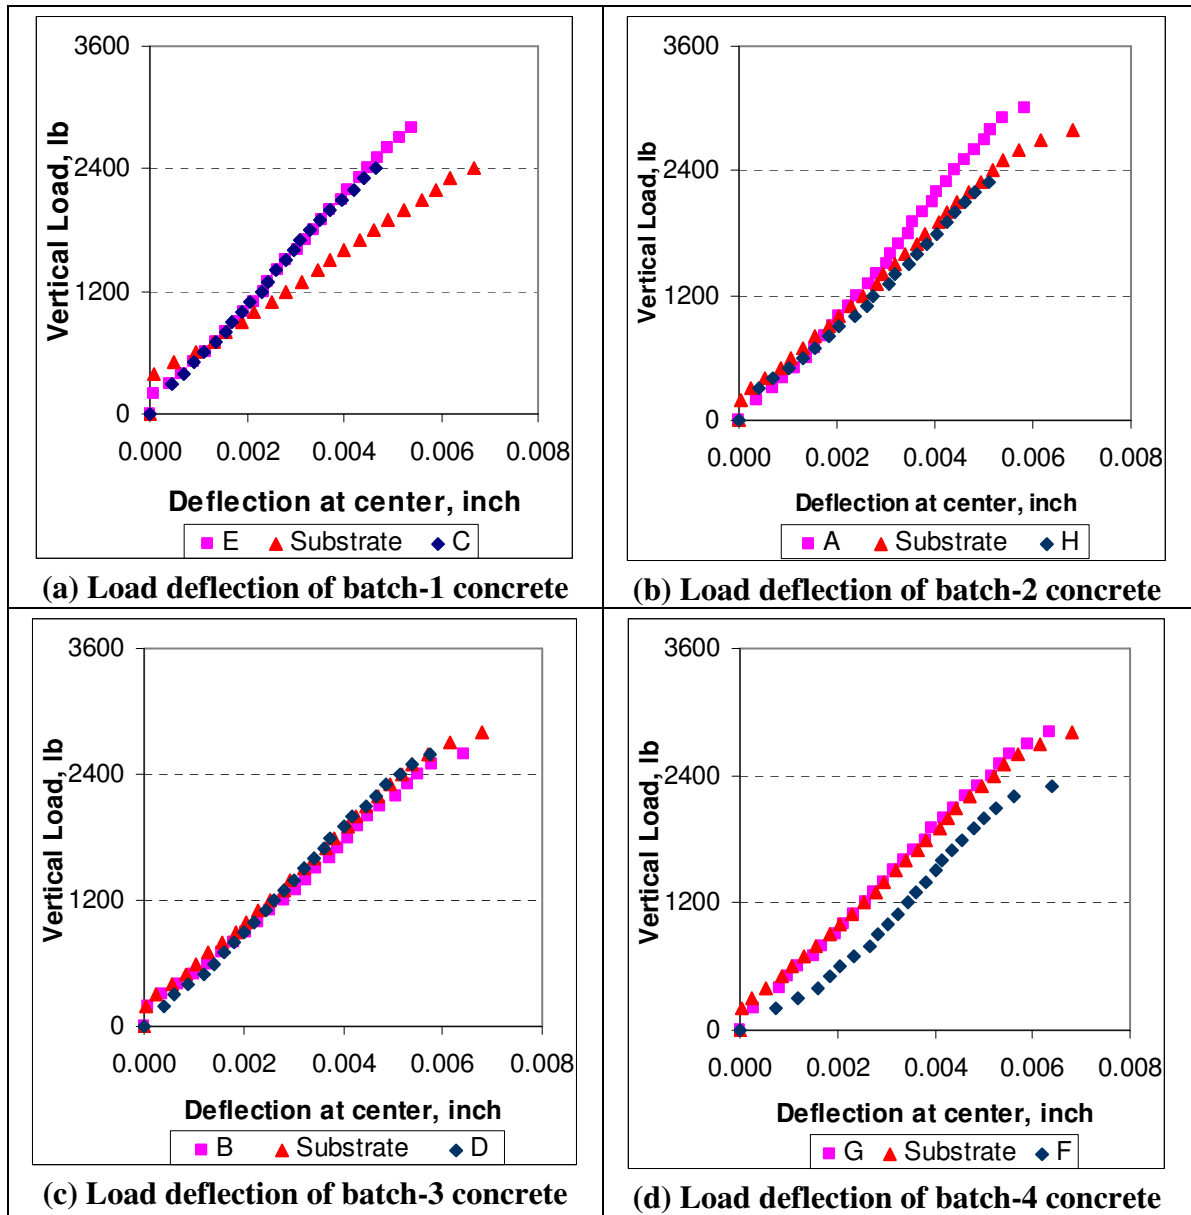 3600
2400
1200
0
Vertical Load, lb
0.000 0.002 0.004 0.006 0.008
Deflection at center, inch
E Substrate C
(a) Load deflection of batch-1 concrete
3600
2400
1200
0
Vertical Load, lb
0.000 0.002 0.004 0.006 0.008
Deflection at center, inch
A Substrate H
(b) Load deflection of batch-2 concrete
3600
2400
1200
0
Vertical Load, lb
0.000 0.002 0.004 0.006 0.008
Deflection at center, inch
B Substrate D
(c) Load deflection of batch-3 concrete
3600
2400
1200
0
Vertical Load, lb
0.000 0.002 0.004 0.006 0.008
Deflection at center, inch
G Substrate F
(d) Load deflection of batch-4 concrete